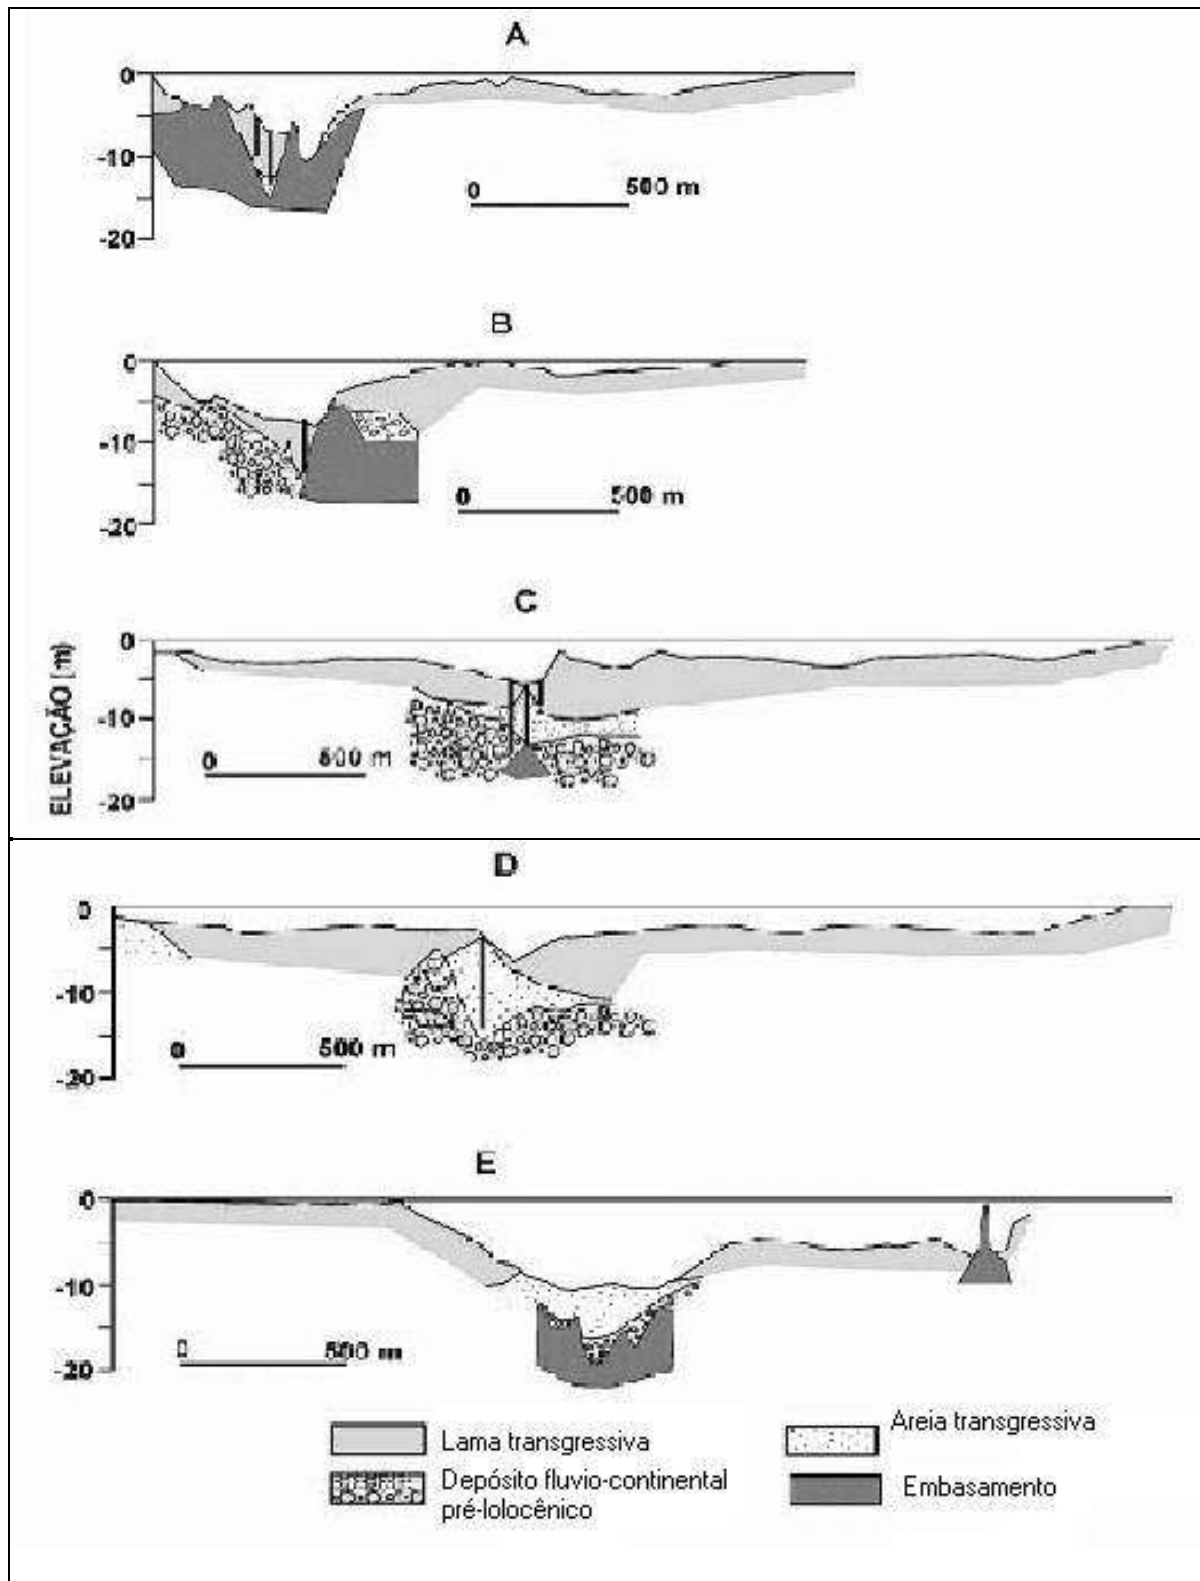 A
0
-10
-20
0 500 m
B
0
-10
-20
0 500 m
C
0
-10
-20
0 500 m
ELEVAÇÃO (m)
D
0
-10
-20
0 500 m
E
0
-10
-20
0 500 m
Lama transgressiva
Areia transgressiva
Depósito fluvio-continental
pré-lolocênico
Embasamento